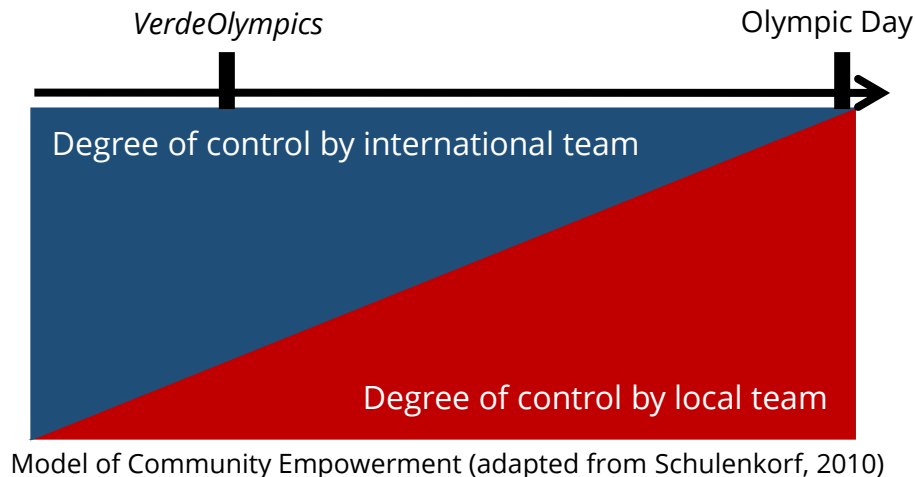 VerdeOlympics
Olympic Day
Degree of control by international team
Degree of control by local team
Model of Community Empowerment (adapted from Schulenkorf, 2010)